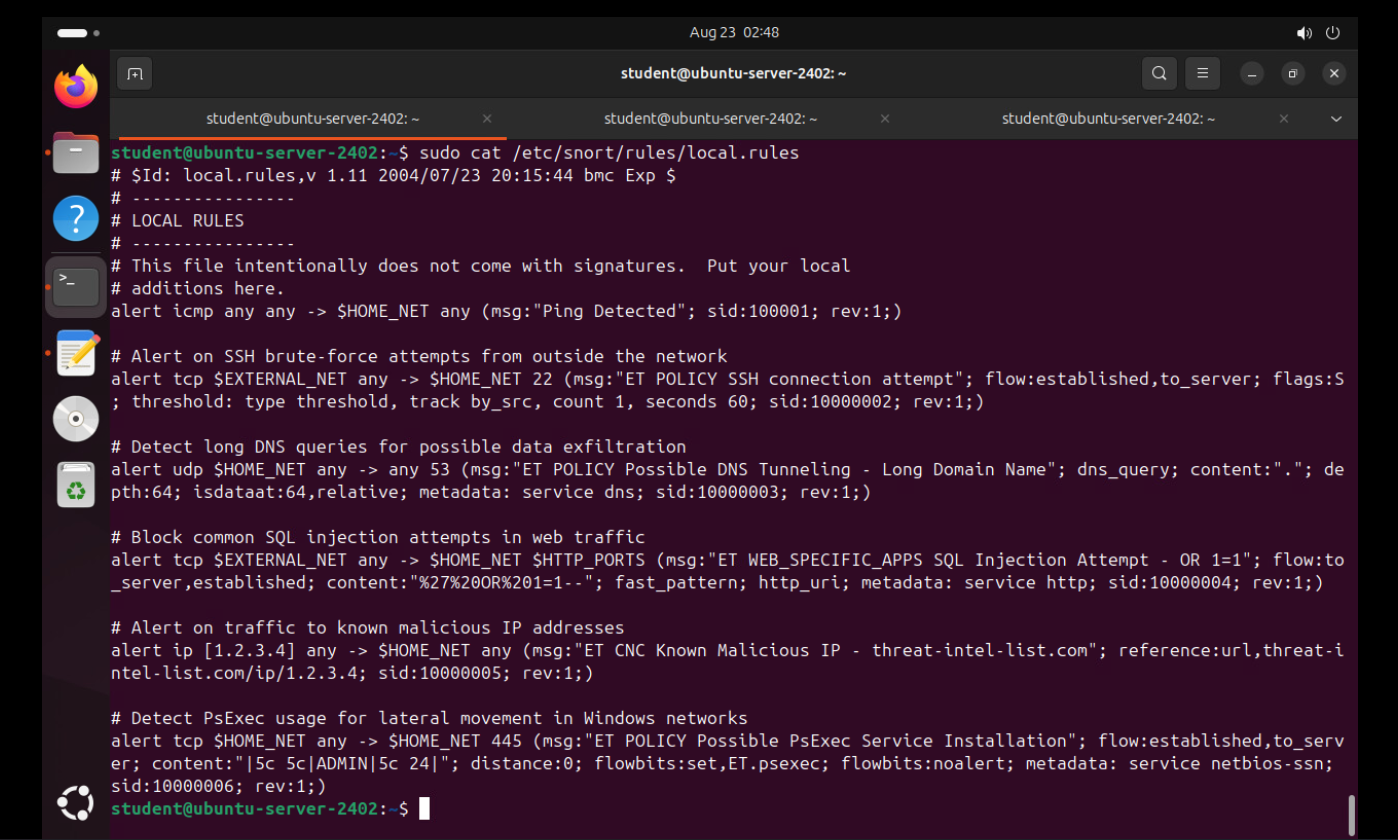 Aug 23 02:48
student@ubuntu-server-2402: ~
student@ubuntu-server-2402: ~
student@ubuntu-server-2402: ~
student@ubuntu-server-2402: ~
student@ubuntu-server-2402:~$ sudo cat /etc/snort/rules/local.rules
# $Id: local.rules,v 1.11 2004/07/23 20:15:44 bmc Exp $
# ----------------
# LOCAL RULES
# ----------------
# This file intentionally does not come with signatures.  Put your local
# additions here.
alert icmp any any -> $HOME_NET any (msg:"Ping Detected"; sid:100001; rev:1;)
# Alert on SSH brute-force attempts from outside the network
alert tcp $EXTERNAL_NET any -> $HOME_NET 22 (msg:"ET POLICY SSH connection attempt"; flow:established,to_server; flags:S
; threshold: type threshold, track by_src, count 1, seconds 60; sid:10000002; rev:1;)
# Detect long DNS queries for possible data exfiltration
alert udp $HOME_NET any -> any 53 (msg:"ET POLICY Possible DNS Tunneling - Long Domain Name"; dns_query; content:"."; de
pth:64; isdataat:64,relative; metadata: service dns; sid:10000003; rev:1;)
# Block common SQL injection attempts in web traffic
alert tcp $EXTERNAL_NET any -> $HOME_NET $HTTP_PORTS (msg:"ET WEB_SPECIFIC_APPS SQL Injection Attempt - OR 1=1"; flow:to
_server,established; content:"%27%20OR%201=1--"; fast_pattern; http_uri; metadata: service http; sid:10000004; rev:1;)
# Alert on traffic to known malicious IP addresses
alert ip [1.2.3.4] any -> $HOME_NET any (msg:"ET CNC Known Malicious IP - threat-intel-list.com"; reference:url,threat-i
ntel-list.com/ip/1.2.3.4; sid:10000005; rev:1;)
# Detect PsExec usage for lateral movement in Windows networks
alert tcp $HOME_NET any -> $HOME_NET 445 (msg:"ET POLICY Possible PsExec Service Installation"; flow:established,to_serv
er; content:"|5c 5c|ADMIN|5c 24|"; distance:0; flowbits:set,ET.psexec; flowbits:noalert; metadata: service netbios-ssn;
sid:10000006; rev:1;)
student@ubuntu-server-2402:~$